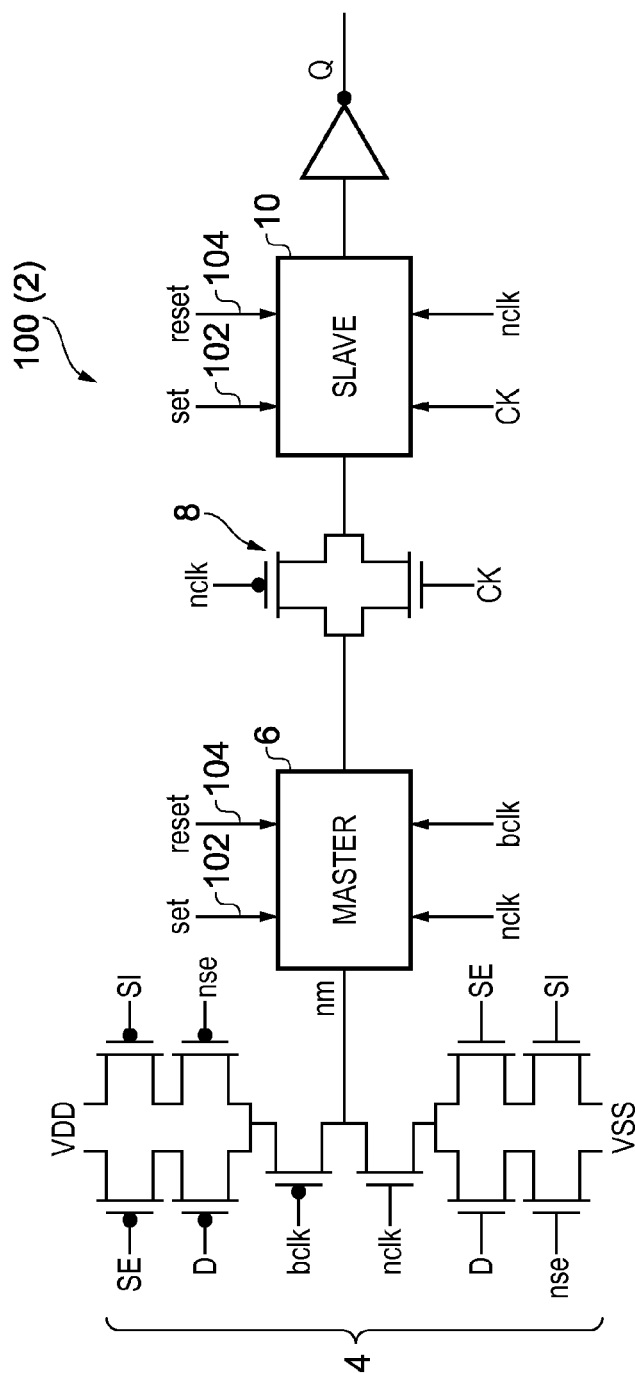 100 (2)
VDD
SE
SI
D
nse
bclk
nclk
nm
D
SE
nse
SI
VSS
4
set
102
reset
104
6
MASTER
nclk
bclk
nclk
8
CK
set
102
reset
104
10
SLAVE
CK
nclk
Q